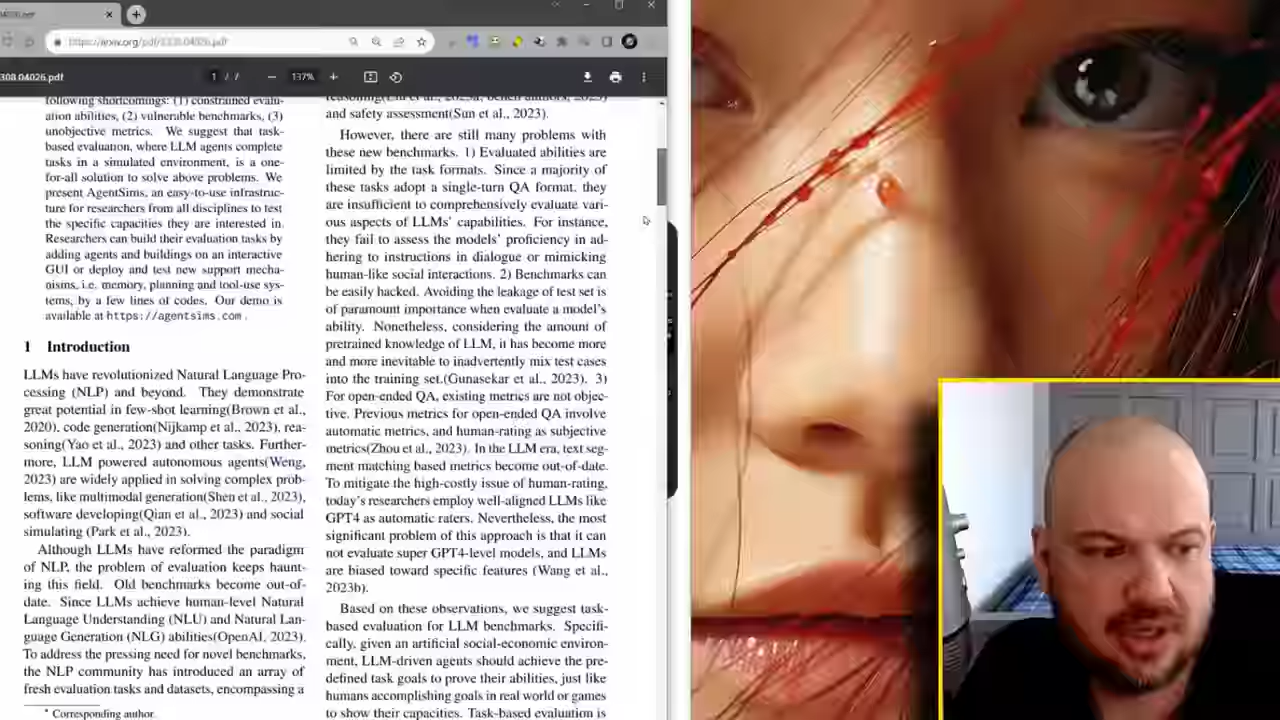 https://arxiv.org/pdf/2308.04026.pdf
308.04026.pdf
1 / 7
137%
following shortcomings: (1) constrained evalu-
ation abilities, (2) vulnerable benchmarks, (3)
unobjective metrics. We suggest that task-
based evaluation, where LLM agents complete
tasks in a simulated environment, is a one-
for-all solution to solve above problems. We
present AgentSims, an easy-to-use infrastruc-
ture for researchers from all disciplines to test
the specific capacities they are interested in.
Researchers can build their evaluation tasks by
adding agents and buildings on an interactive
GUI or deploy and test new support mecha-
nisms, i.e. memory, planning and tool-use sys-
tems, by a few lines of codes. Our demo is
available at https://agentsims.com .
1 Introduction
LLMs have revolutionized Natural Language Pro-
cessing (NLP) and beyond. They demonstrate
great potential in few-shot learning(Brown et al.,
2020), code generation(Nijkamp et al., 2023), rea-
soning(Yao et al., 2023) and other tasks. Further-
more, LLM powered autonomous agents(Weng,
2023) are widely applied in solving complex prob-
lems, like multimodal generation(Shen et al., 2023),
software developing(Qian et al., 2023) and social
simulating (Park et al., 2023).
Although LLMs have reformed the paradigm
of NLP, the problem of evaluation keeps haunt-
ing this field. Old benchmarks become out-of-
date. Since LLMs achieve human-level Natural
Language Understanding (NLU) and Natural Lan-
guage Generation (NLG) abilities(OpenAI, 2023).
To address the pressing need for novel benchmarks,
the NLP community has introduced an array of
fresh evaluation tasks and datasets, encompassing a
* Corresponding author.
reasoning(Liu et al., 2023a; bench authors, 2023)
and safety assessment(Sun et al., 2023).
However, there are still many problems with
these new benchmarks. 1) Evaluated abilities are
limited by the task formats. Since a majority of
these tasks adopt a single-turn QA format, they
are insufficient to comprehensively evaluate vari-
ous aspects of LLMs' capabilities. For instance,
they fail to assess the models' proficiency in ad-
hering to instructions in dialogue or mimicking
human-like social interactions. 2) Benchmarks can
be easily hacked. Avoiding the leakage of test set is
of paramount importance when evaluate a model's
ability. Nonetheless, considering the amount of
pretrained knowledge of LLM, it has become more
and more inevitable to inadvertently mix test cases
into the training set.(Gunasekar et al., 2023). 3)
For open-ended QA, existing metrics are not objec-
tive. Previous metrics for open-ended QA involve
automatic metrics, and human-rating as subjective
metrics(Zhou et al., 2023). In the LLM era, text seg-
ment matching based metrics become out-of-date.
To mitigate the high-costly issue of human-rating,
today's researchers employ well-aligned LLMs like
GPT4 as automatic raters. Nevertheless, the most
significant problem of this approach is that it can
not evaluate super GPT4-level models, and LLMs
are biased toward specific features (Wang et al.,
2023b).
Based on these observations, we suggest task-
based evaluation for LLM benchmarks. Specifi-
cally, given an artificial social-economic environ-
ment, LLM-driven agents should achieve the pre-
defined task goals to prove their abilities, just like
humans accomplishing goals in real world or games
to show their capacities. Task-based evaluation is